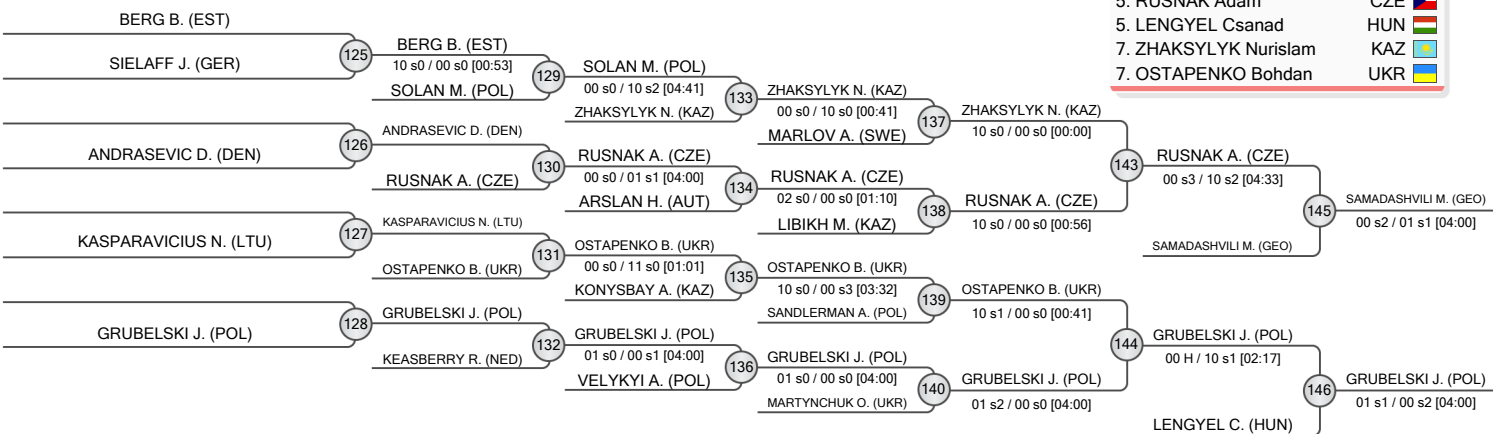 5. RUSNAK Adam CZE
5. LENGYEL Csanad HUN
7. ZHAKSYLYK Nurislam KAZ
7. OSTAPENKO Bohdan UKR
BERG B. (EST)
SIELAFF J. (GER)
125
BERG B. (EST)
10 s0 / 00 s0 [00:53]
SOLAN M. (POL)
129
SOLAN M. (POL)
00 s0 / 10 s2 [04:41]
ZHAKSYLYK N. (KAZ)
133
ZHAKSYLYK N. (KAZ)
00 s0 / 10 s0 [00:41]
MARLOV A. (SWE)
137
ZHAKSYLYK N. (KAZ)
10 s0 / 00 s0 [00:00]
ANDRASEVIC D. (DEN)
126
ANDRASEVIC D. (DEN)
RUSNAK A. (CZE)
130
RUSNAK A. (CZE)
00 s0 / 01 s1 [04:00]
ARSLAN H. (AUT)
134
RUSNAK A. (CZE)
02 s0 / 00 s0 [01:10]
LIBIKH M. (KAZ)
138
RUSNAK A. (CZE)
10 s0 / 00 s0 [00:56]
143
RUSNAK A. (CZE)
00 s3 / 10 s2 [04:33]
SAMADASHVILI M. (GEO)
145
SAMADASHVILI M. (GEO)
00 s2 / 01 s1 [04:00]
KASPARAVICIUS N. (LTU)
127
KASPARAVICIUS N. (LTU)
OSTAPENKO B. (UKR)
131
OSTAPENKO B. (UKR)
00 s0 / 11 s0 [01:01]
KONYSBAY A. (KAZ)
135
OSTAPENKO B. (UKR)
10 s0 / 00 s3 [03:32]
SANDLERMAN A. (POL)
139
OSTAPENKO B. (UKR)
10 s1 / 00 s0 [00:41]
GRUBELSKI J. (POL)
128
GRUBELSKI J. (POL)
KEASBERRY R. (NED)
132
GRUBELSKI J. (POL)
01 s0 / 00 s1 [04:00]
VELYKYI A. (POL)
136
GRUBELSKI J. (POL)
01 s0 / 00 s0 [04:00]
MARTYNCHUK O. (UKR)
140
GRUBELSKI J. (POL)
01 s2 / 00 s0 [04:00]
144
GRUBELSKI J. (POL)
00 H / 10 s1 [02:17]
LENGYEL C. (HUN)
146
GRUBELSKI J. (POL)
01 s1 / 00 s2 [04:00]